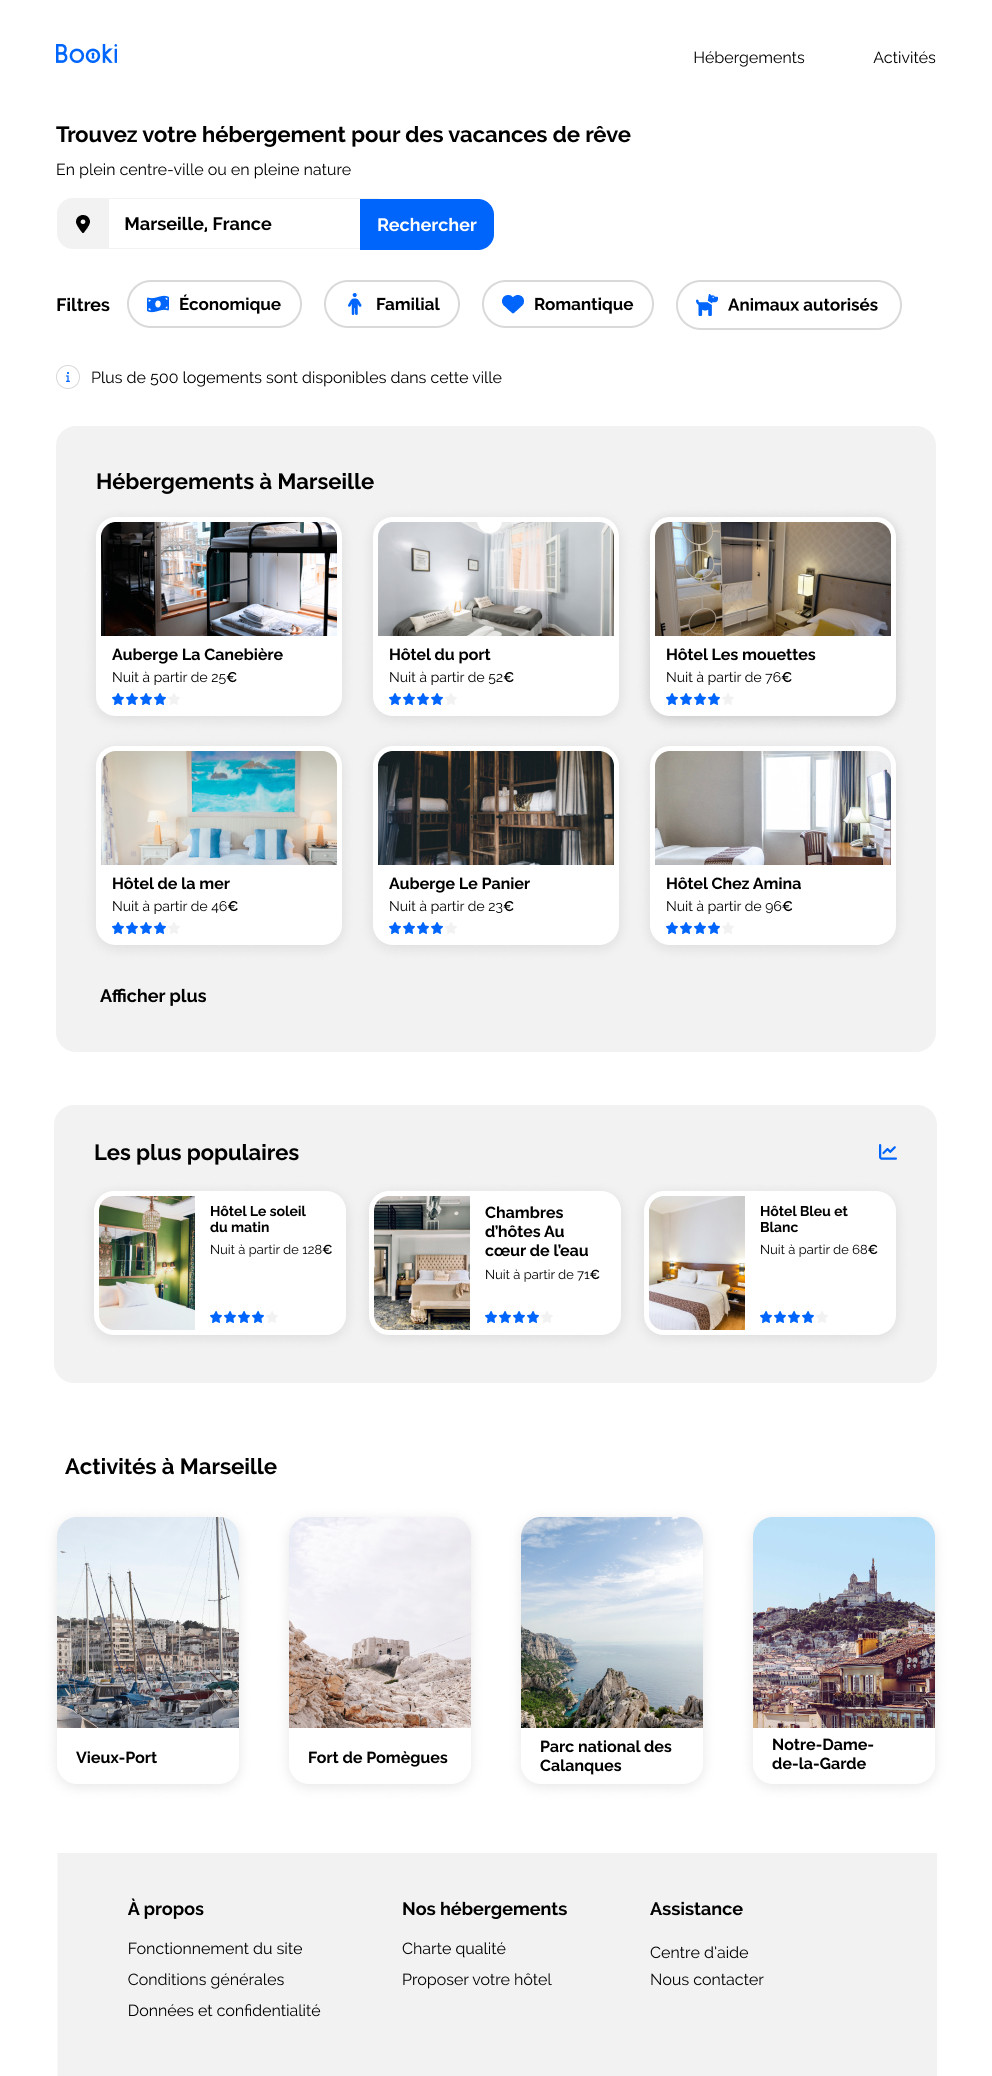 Booki
Hébergements
Activités
Trouvez votre hébergement pour des vacances de rêve
En plein centre-ville ou en pleine nature
Marseille, France
Rechercher
Filtres
Économique
Familial
Romantique
Animaux autorisés
Plus de 500 logements sont disponibles dans cette ville
Hébergements à Marseille
Auberge La Canebière
Nuit à partir de 25€
Hôtel du port
Nuit à partir de 52€
Hôtel Les mouettes
Nuit à partir de 76€
Hôtel de la mer
Nuit à partir de 46€
Auberge Le Panier
Nuit à partir de 23€
Hôtel Chez Amina
Nuit à partir de 96€
Afficher plus
Les plus populaires
Hôtel Le soleil
du matin
Nuit à partir de 128€
Chambres
d'hôtes Au
cœur de l'eau
Nuit à partir de 71€
Hôtel Bleu et
Blanc
Nuit à partir de 68€
Activités à Marseille
Vieux-Port
Fort de Pomègues
Parc national des
Calanques
Notre-Dame-
de-la-Garde
À propos
Fonctionnement du site
Conditions générales
Données et confidentialité
Nos hébergements
Charte qualité
Proposer votre hôtel
Assistance
Centre d'aide
Nous contacter